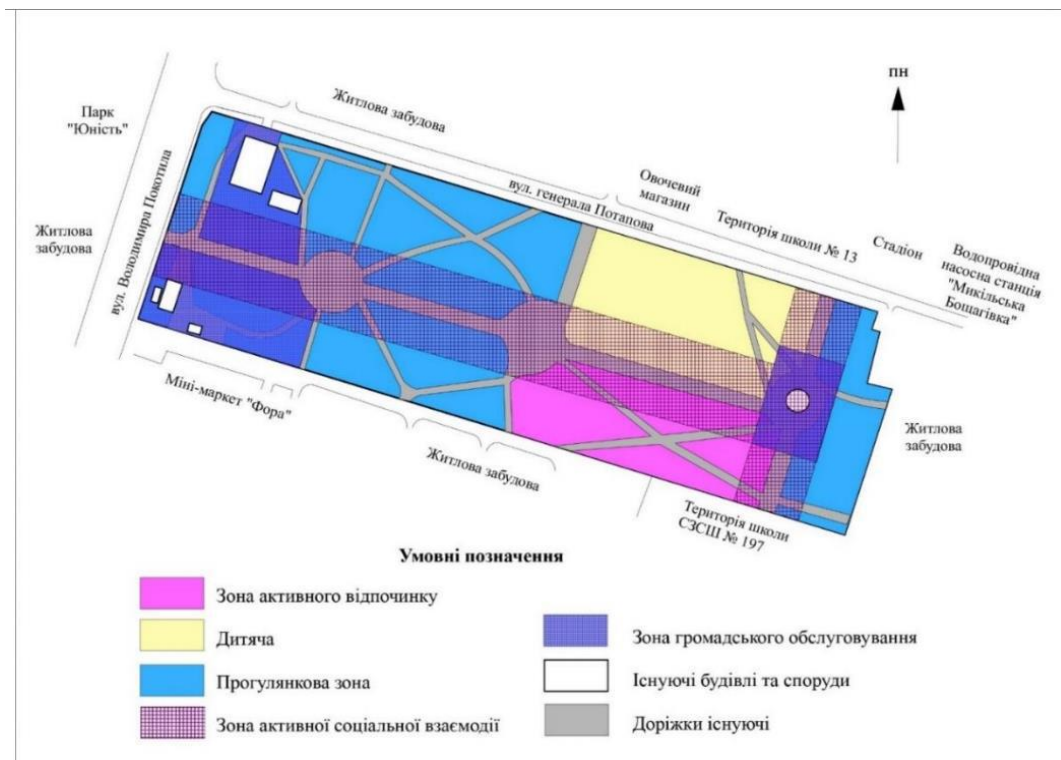 пн
Парк
"Юність"
Житлова забудова
Житлова
забудова
вул. Володимира Покотила
вул. генерала Потапова
Овочевий
магазин
Територія школи № 13
Стадіон
Водопровідна
насосна станція
"Микільська
Борщагівка"
Міні-маркет "Фора"
Житлова забудова
Житлова
забудова
Територія школи
СЗСШ № 197
Умовні позначення
Зона активного відпочинку
Дитяча
Прогулянкова зона
Зона активної соціальної взаємодії
Зона громадського обслуговування
Існуючі будівлі та споруди
Доріжки існуючі